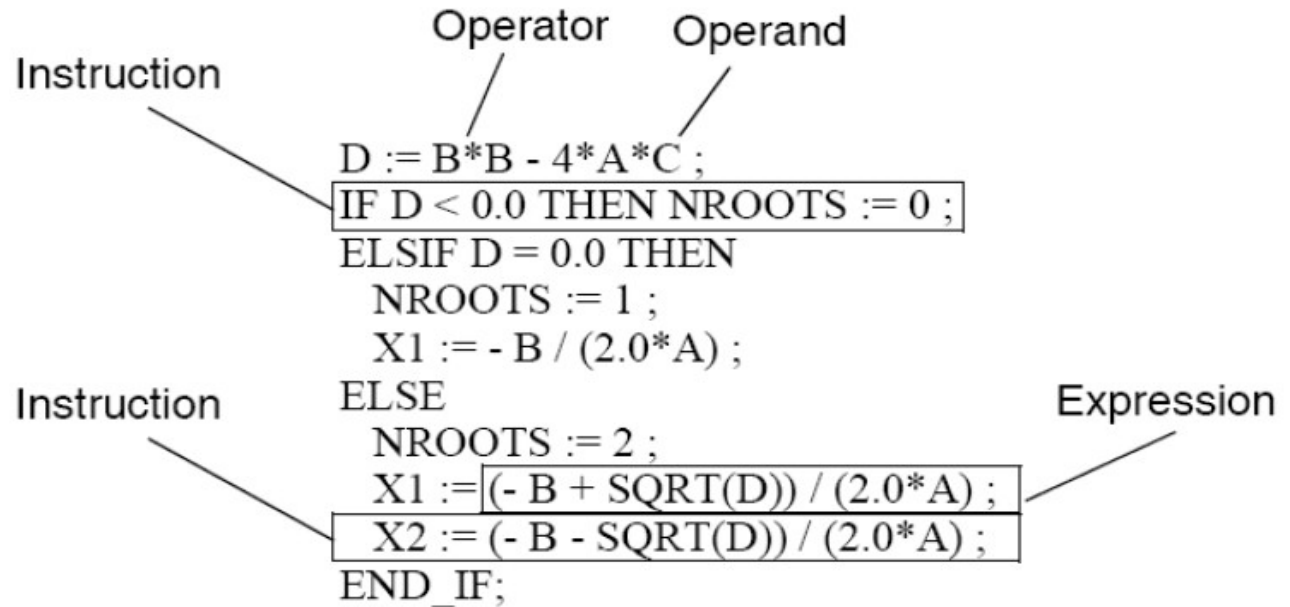 Operator Operand
Instruction
D := B*B - 4*A*C ;
IF D < 0.0 THEN NROOTS := 0 ;
ELSIF D = 0.0 THEN
NROOTS := 1 ;
X1 := - B / (2.0*A) ;
Instruction ELSE Expression
NROOTS := 2 ;
X1 := (- B + SQRT(D)) / (2.0*A) ;
X2 := (- B - SQRT(D)) / (2.0*A) ;
END_IF;